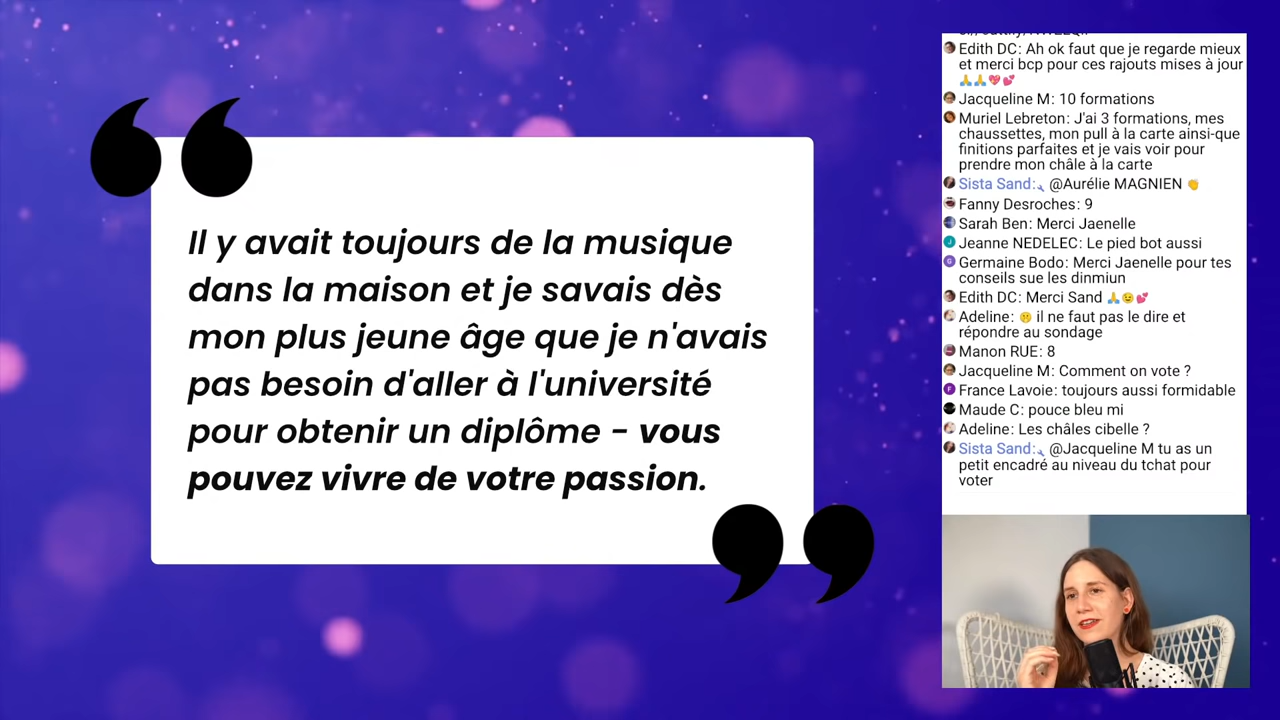 Il y avait toujours de la musique
dans la maison et je savais dès
mon plus jeune âge que je n'avais
pas besoin d'aller à l'université
pour obtenir un diplôme - vous
pouvez vivre de votre passion.
Edith DC: Ah ok faut que je regarde mieux
et merci bcp pour ces rajouts mises à jour
🙏🙏💖💕
Jacqueline M: 10 formations
Muriel Lebreton: J'ai 3 formations, mes
chaussettes, mon pull à la carte ainsi-que
finitions parfaites et je vais voir pour
prendre mon châle à la carte
Sista Sand: @Aurélie MAGNIEN 👏
Fanny Desroches: 9
Sarah Ben: Merci Jaenelle
Jeanne NEDELEC: Le pied bot aussi
Germaine Bodo: Merci Jaenelle pour tes
conseils sue les dinmiun
Edith DC: Merci Sand 🙏😉💕
Adeline: 🤫 il ne faut pas le dire et
répondre au sondage
Manon RUE: 8
Jacqueline M: Comment on vote ?
France Lavoie: toujours aussi formidable
Maude C: pouce bleu mi
Adeline: Les châles cibelle ?
Sista Sand: @Jacqueline M tu as un
petit encadré au niveau du tchat pour
voter